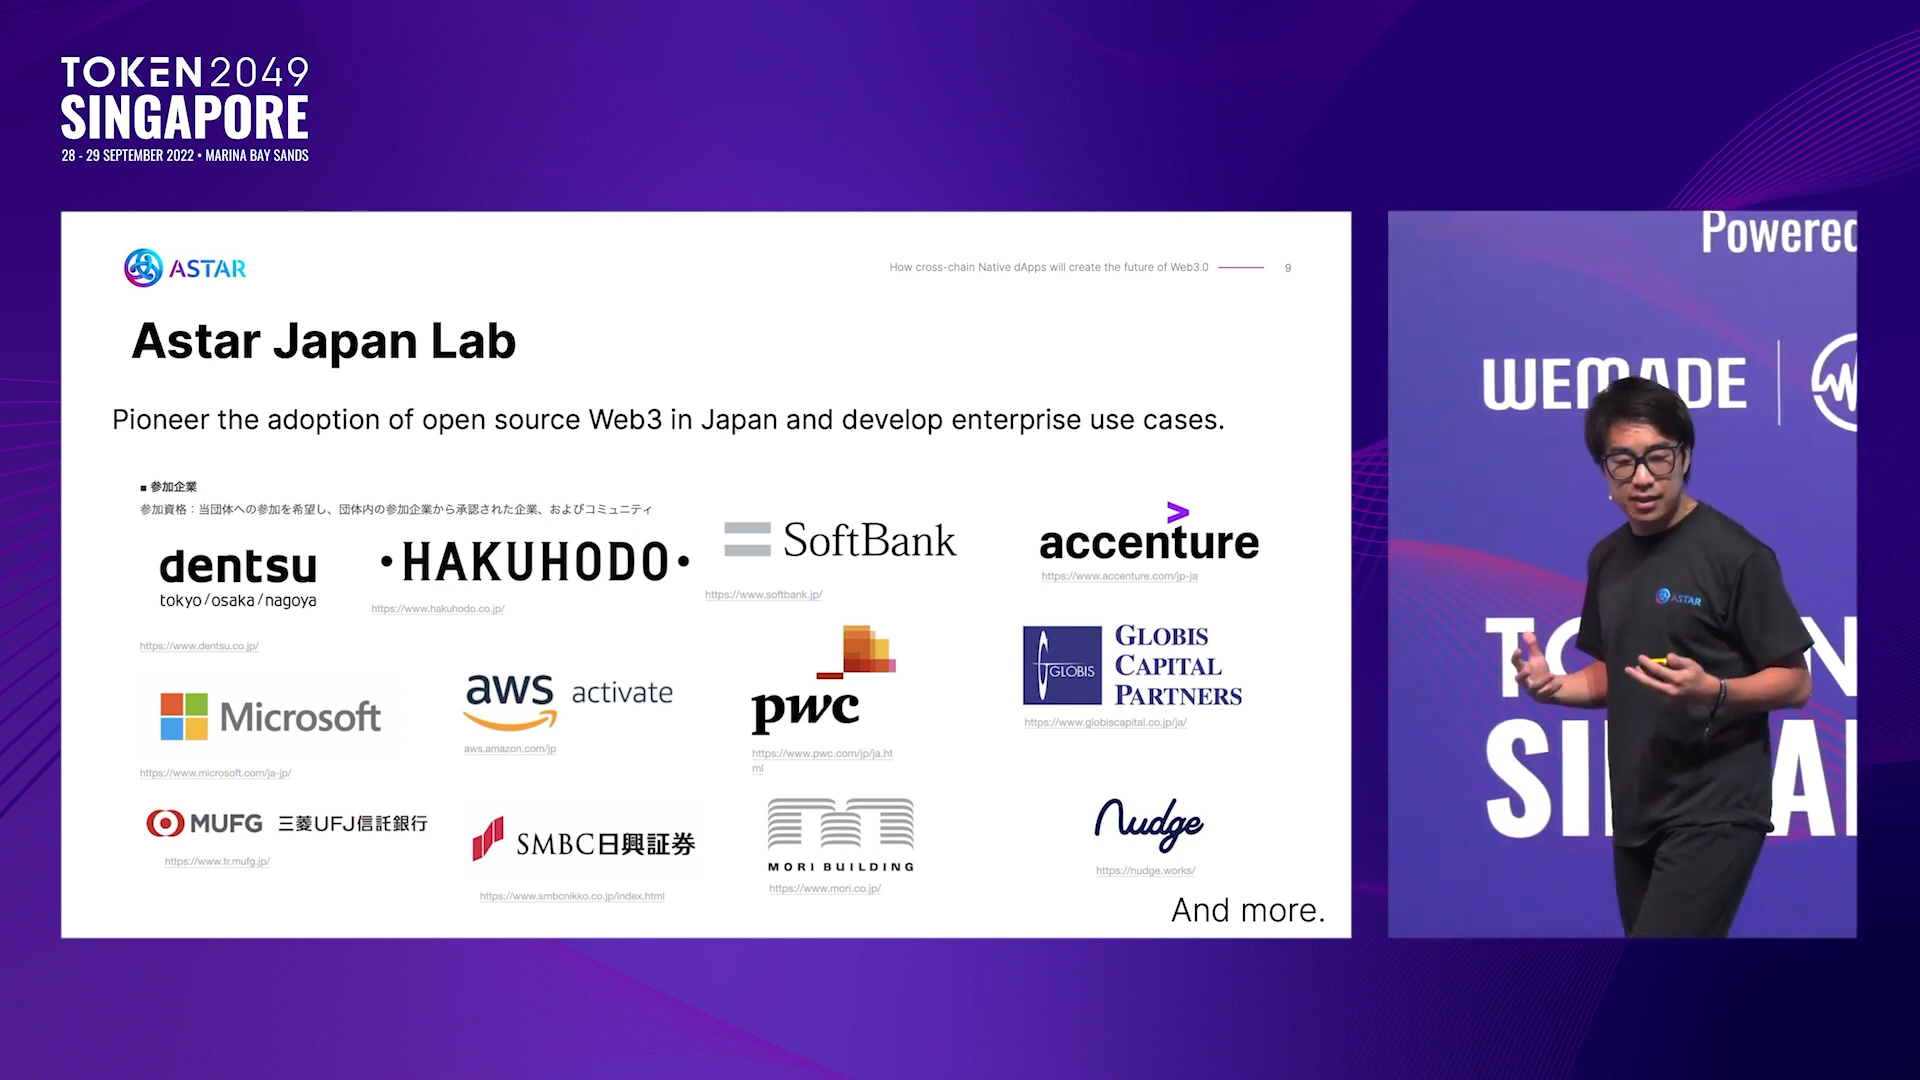 TOKEN2049
SINGAPORE
28 - 29 SEPTEMBER 2022 • MARINA BAY SANDS
ASTAR
How cross-chain Native dApps will create the future of Web3.0
9
Astar Japan Lab
Pioneer the adoption of open source Web3 in Japan and develop enterprise use cases.
■ 参加企業
参加資格：当団体への参加を希望し、団体内の参加企業から承認された企業、およびコミュニティ
dentsu
tokyo/osaka/nagoya
https://www.dentsu.co.jp/
•HAKUHODO•
https://www.hakuhodo.co.jp/
SoftBank
https://www.softbank.jp/
accenture
https://www.accenture.com/jp-ja
Microsoft
https://www.microsoft.com/ja-jp/
aws activate
aws.amazon.com/jp
pwc
https://www.pwc.com/jp/ja.ht
ml
GLOBIS
GLOBIS
CAPITAL
PARTNERS
https://www.globiscapital.co.jp/ja/
MUFG 三菱UFJ信託銀行
https://www.tr.mufg.jp/
SMBC日興証券
https://www.smbcnikko.co.jp/index.html
MORI BUILDING
https://www.mori.co.jp/
Nudge
https://nudge.works/
And more.
Powered
WEMADE
ASTAR